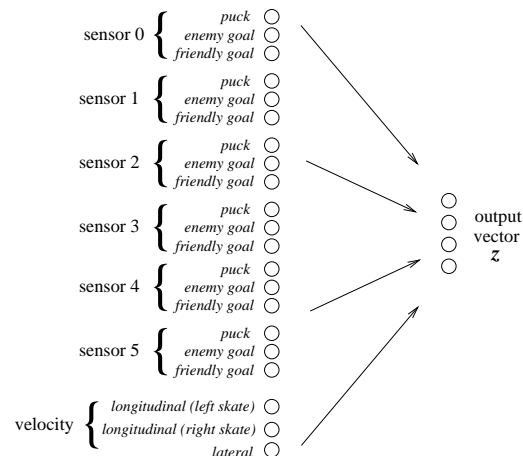 puck
sensor 0 { enemy goal
friendly goal
puck
sensor 1 { enemy goal
friendly goal
puck
sensor 2 { enemy goal
friendly goal
puck
sensor 3 { enemy goal
friendly goal
puck
sensor 4 { enemy goal
friendly goal
puck
sensor 5 { enemy goal
friendly goal
longitudinal (left skate)
velocity { longitudinal (right skate)
lateral
output
vector
z